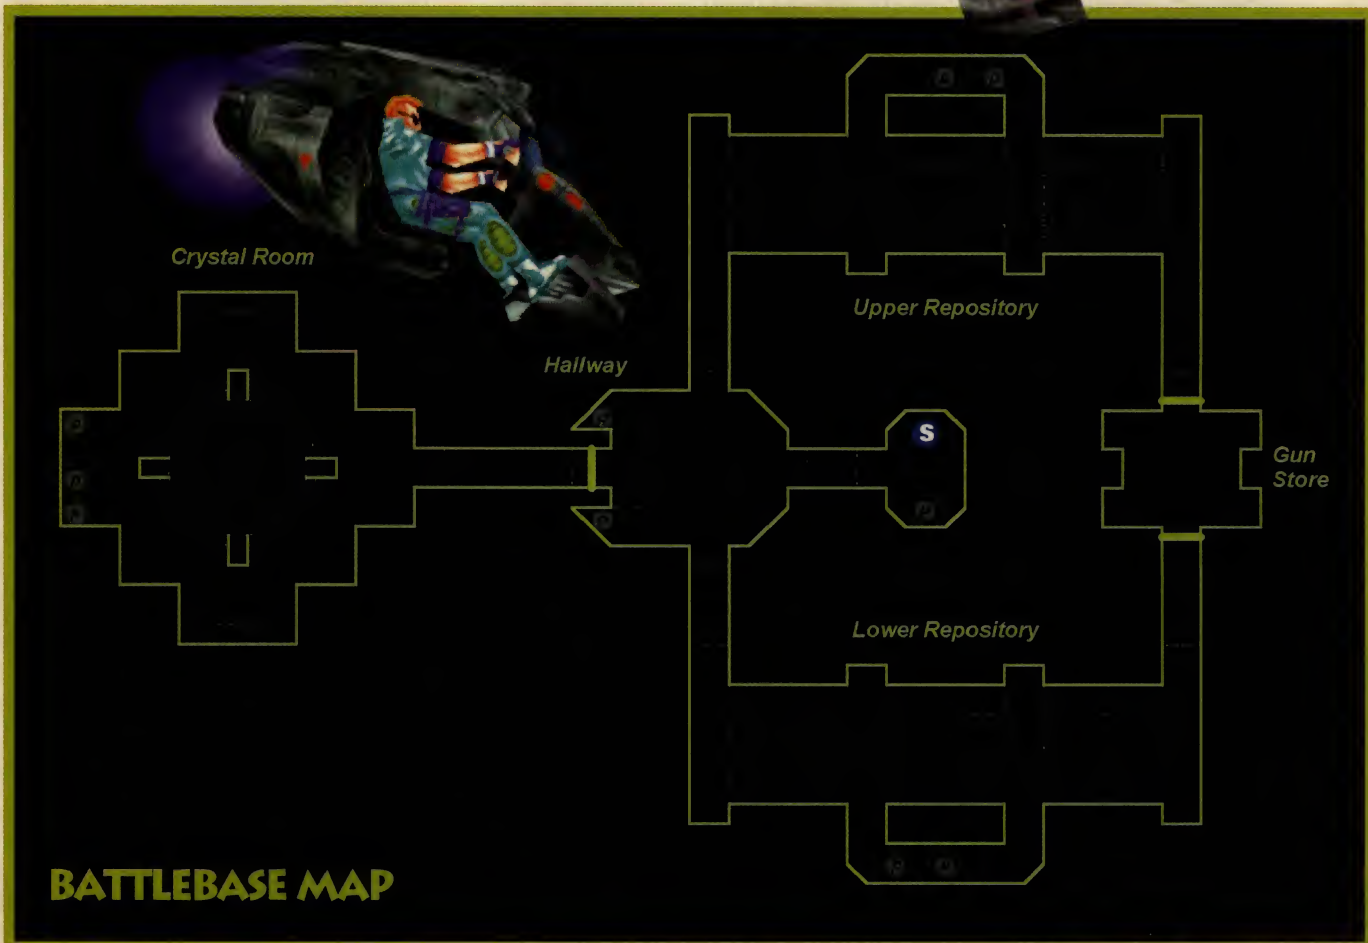 Crystal Room
Hallway
Upper Repository
S
Gun
Store
Lower Repository
BATTLEBASE MAP